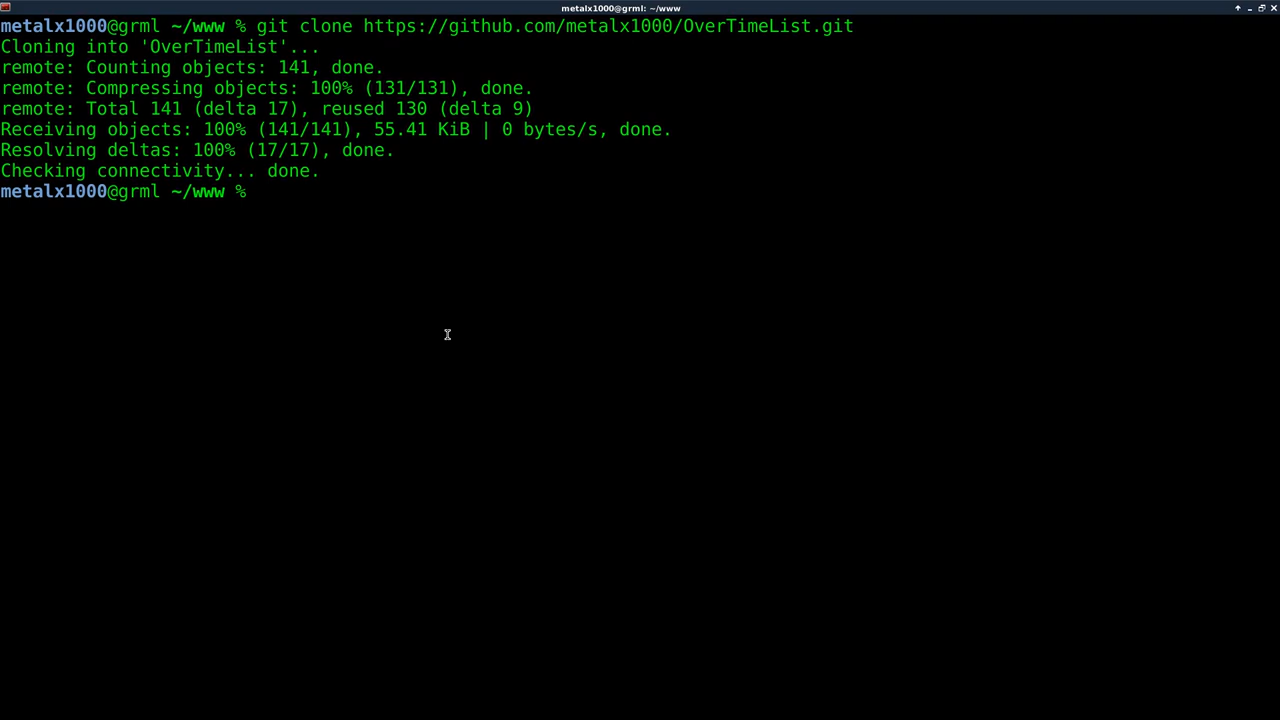 metalx1000@grml: ~/www
metalx1000@grml ~/www % git clone https://github.com/metalx1000/OverTimeList.git
Cloning into 'OverTimeList'...
remote: Counting objects: 141, done.
remote: Compressing objects: 100% (131/131), done.
remote: Total 141 (delta 17), reused 130 (delta 9)
Receiving objects: 100% (141/141), 55.41 KiB | 0 bytes/s, done.
Resolving deltas: 100% (17/17), done.
Checking connectivity... done.
metalx1000@grml ~/www %